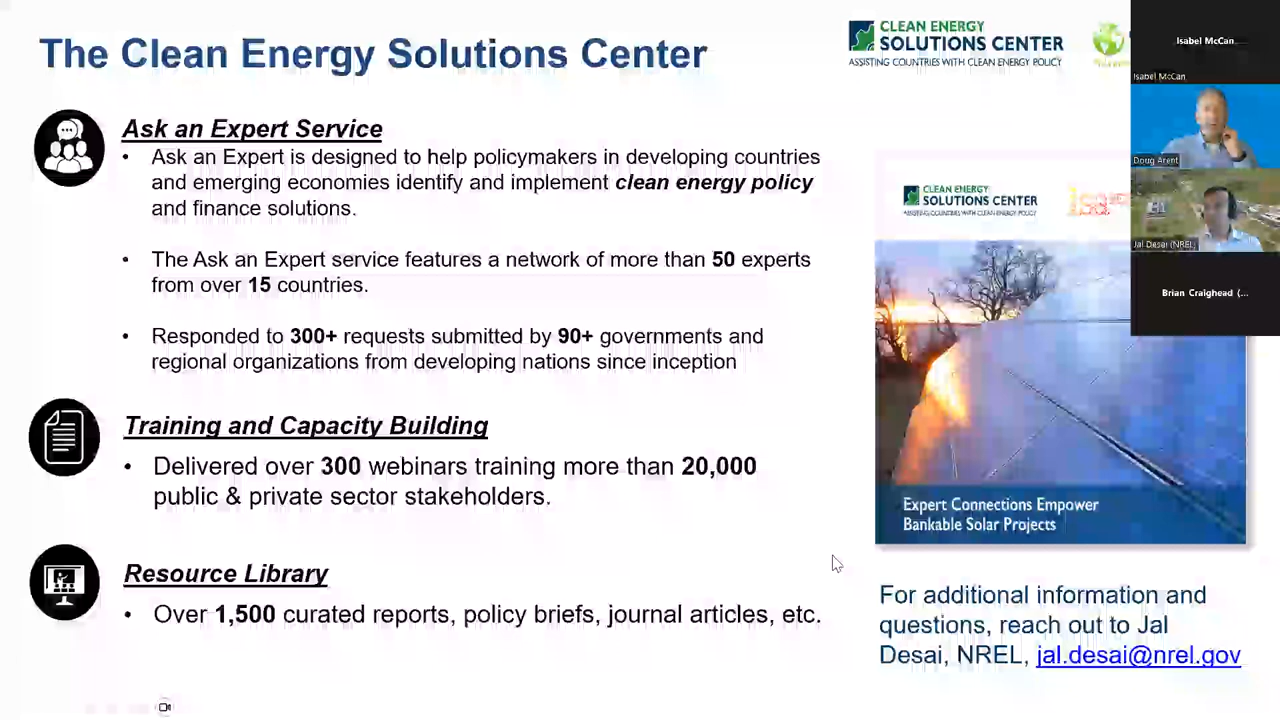 The Clean Energy Solutions Center
CLEAN ENERGY
SOLUTIONS CENTER
ASSISTING COUNTRIES WITH CLEAN ENERGY POLICY
Isabel McCan...
Isabel McCan
Doug Arent
Jal Desai (NREL)
Brian Craighead (...
Ask an Expert Service
• Ask an Expert is designed to help policymakers in developing countries
and emerging economies identify and implement clean energy policy
and finance solutions.
• The Ask an Expert service features a network of more than 50 experts
from over 15 countries.
• Responded to 300+ requests submitted by 90+ governments and
regional organizations from developing nations since inception
Training and Capacity Building
• Delivered over 300 webinars training more than 20,000
public & private sector stakeholders.
Resource Library
• Over 1,500 curated reports, policy briefs, journal articles, etc.
CLEAN ENERGY
SOLUTIONS CENTER
ASSISTING COUNTRIES WITH CLEAN ENERGY POLICY
Expert Connections Empower
Bankable Solar Projects
For additional information and
questions, reach out to Jal
Desai, NREL, jal.desai@nrel.gov